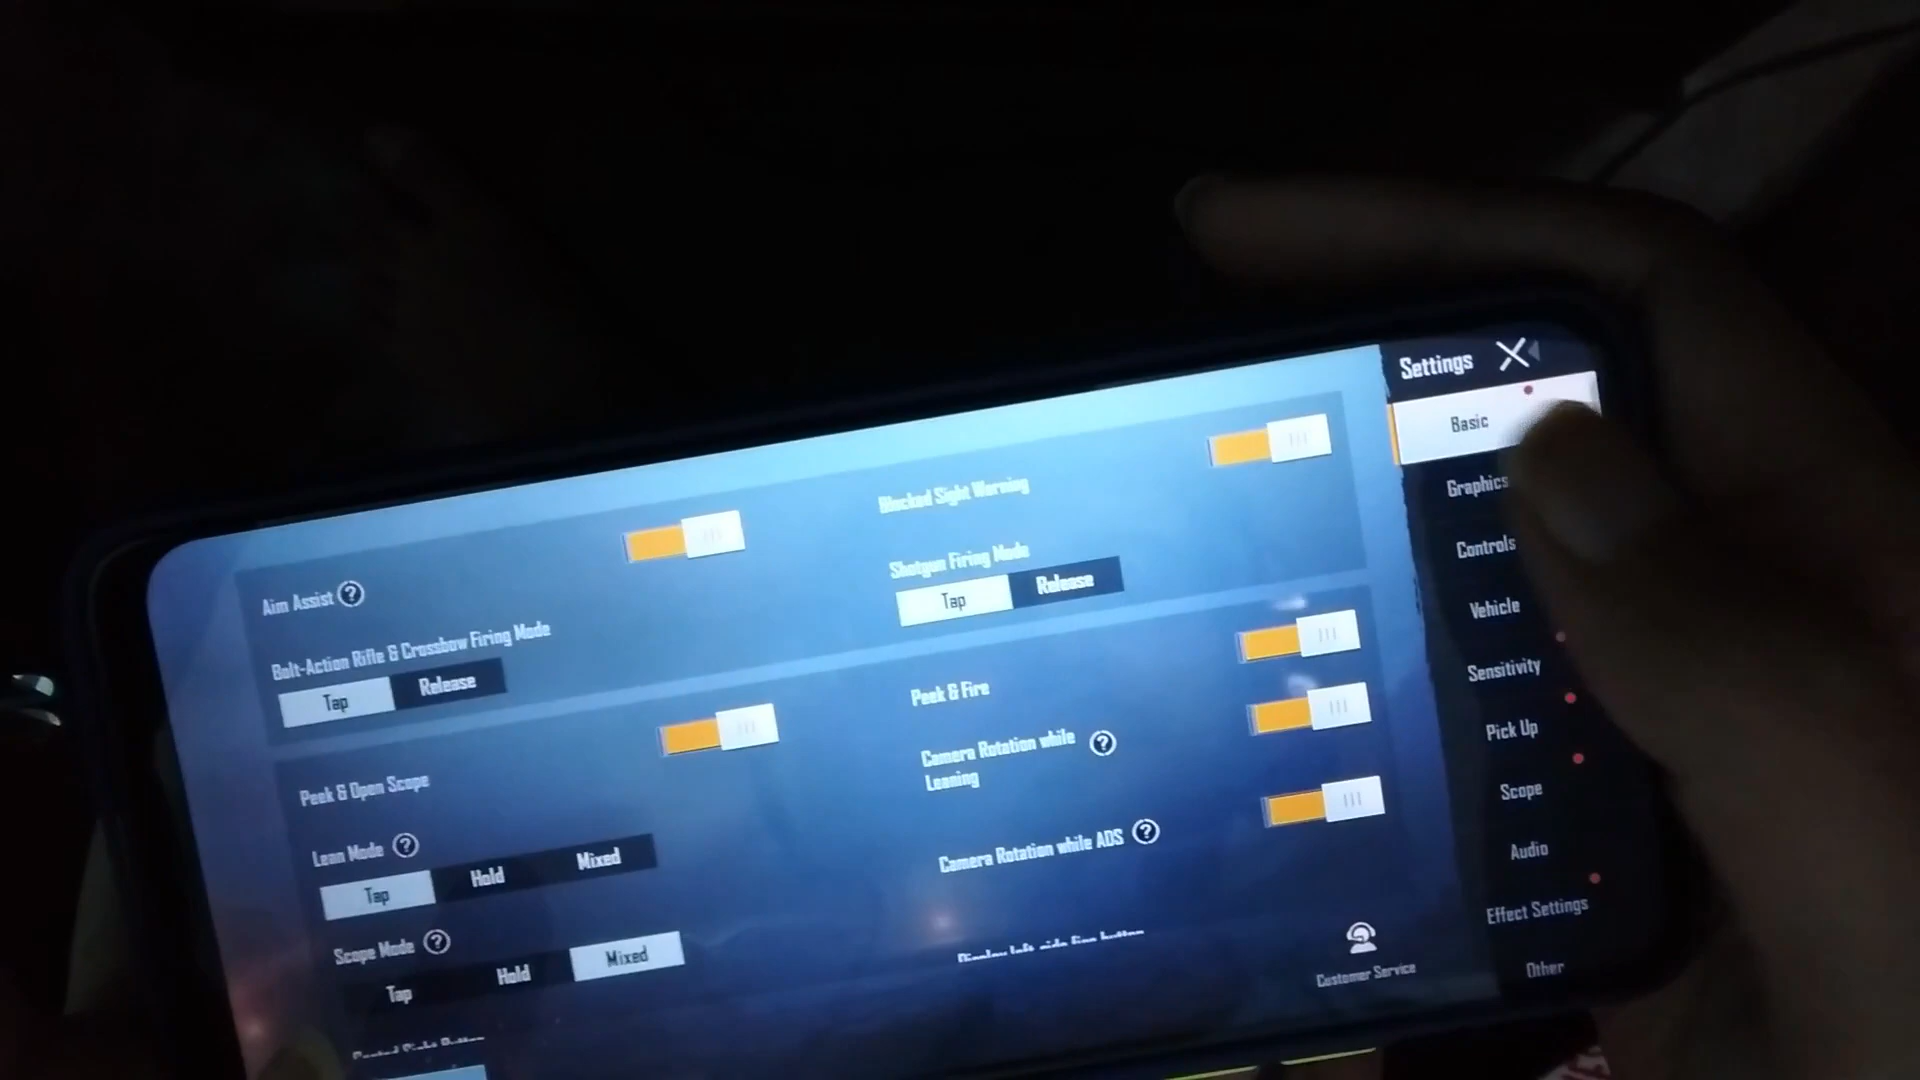 Settings
Basic
Graphics
Controls
Vehicle
Sensitivity
Pick Up
Scope
Audio
Effect Settings
Other
Aim Assist ?
Blocked Sight Warning
Bolt-Action Rifle & Crossbow Firing Mode
Tap Release
Shotgun Firing Mode
Tap Release
Peek & Open Scope
Peek & Fire
Lean Mode ?
Tap Hold Mixed
Camera Rotation while ?
Leaning
Scope Mode ?
Tap Hold Mixed
Camera Rotation while ADS ?
Customer Service